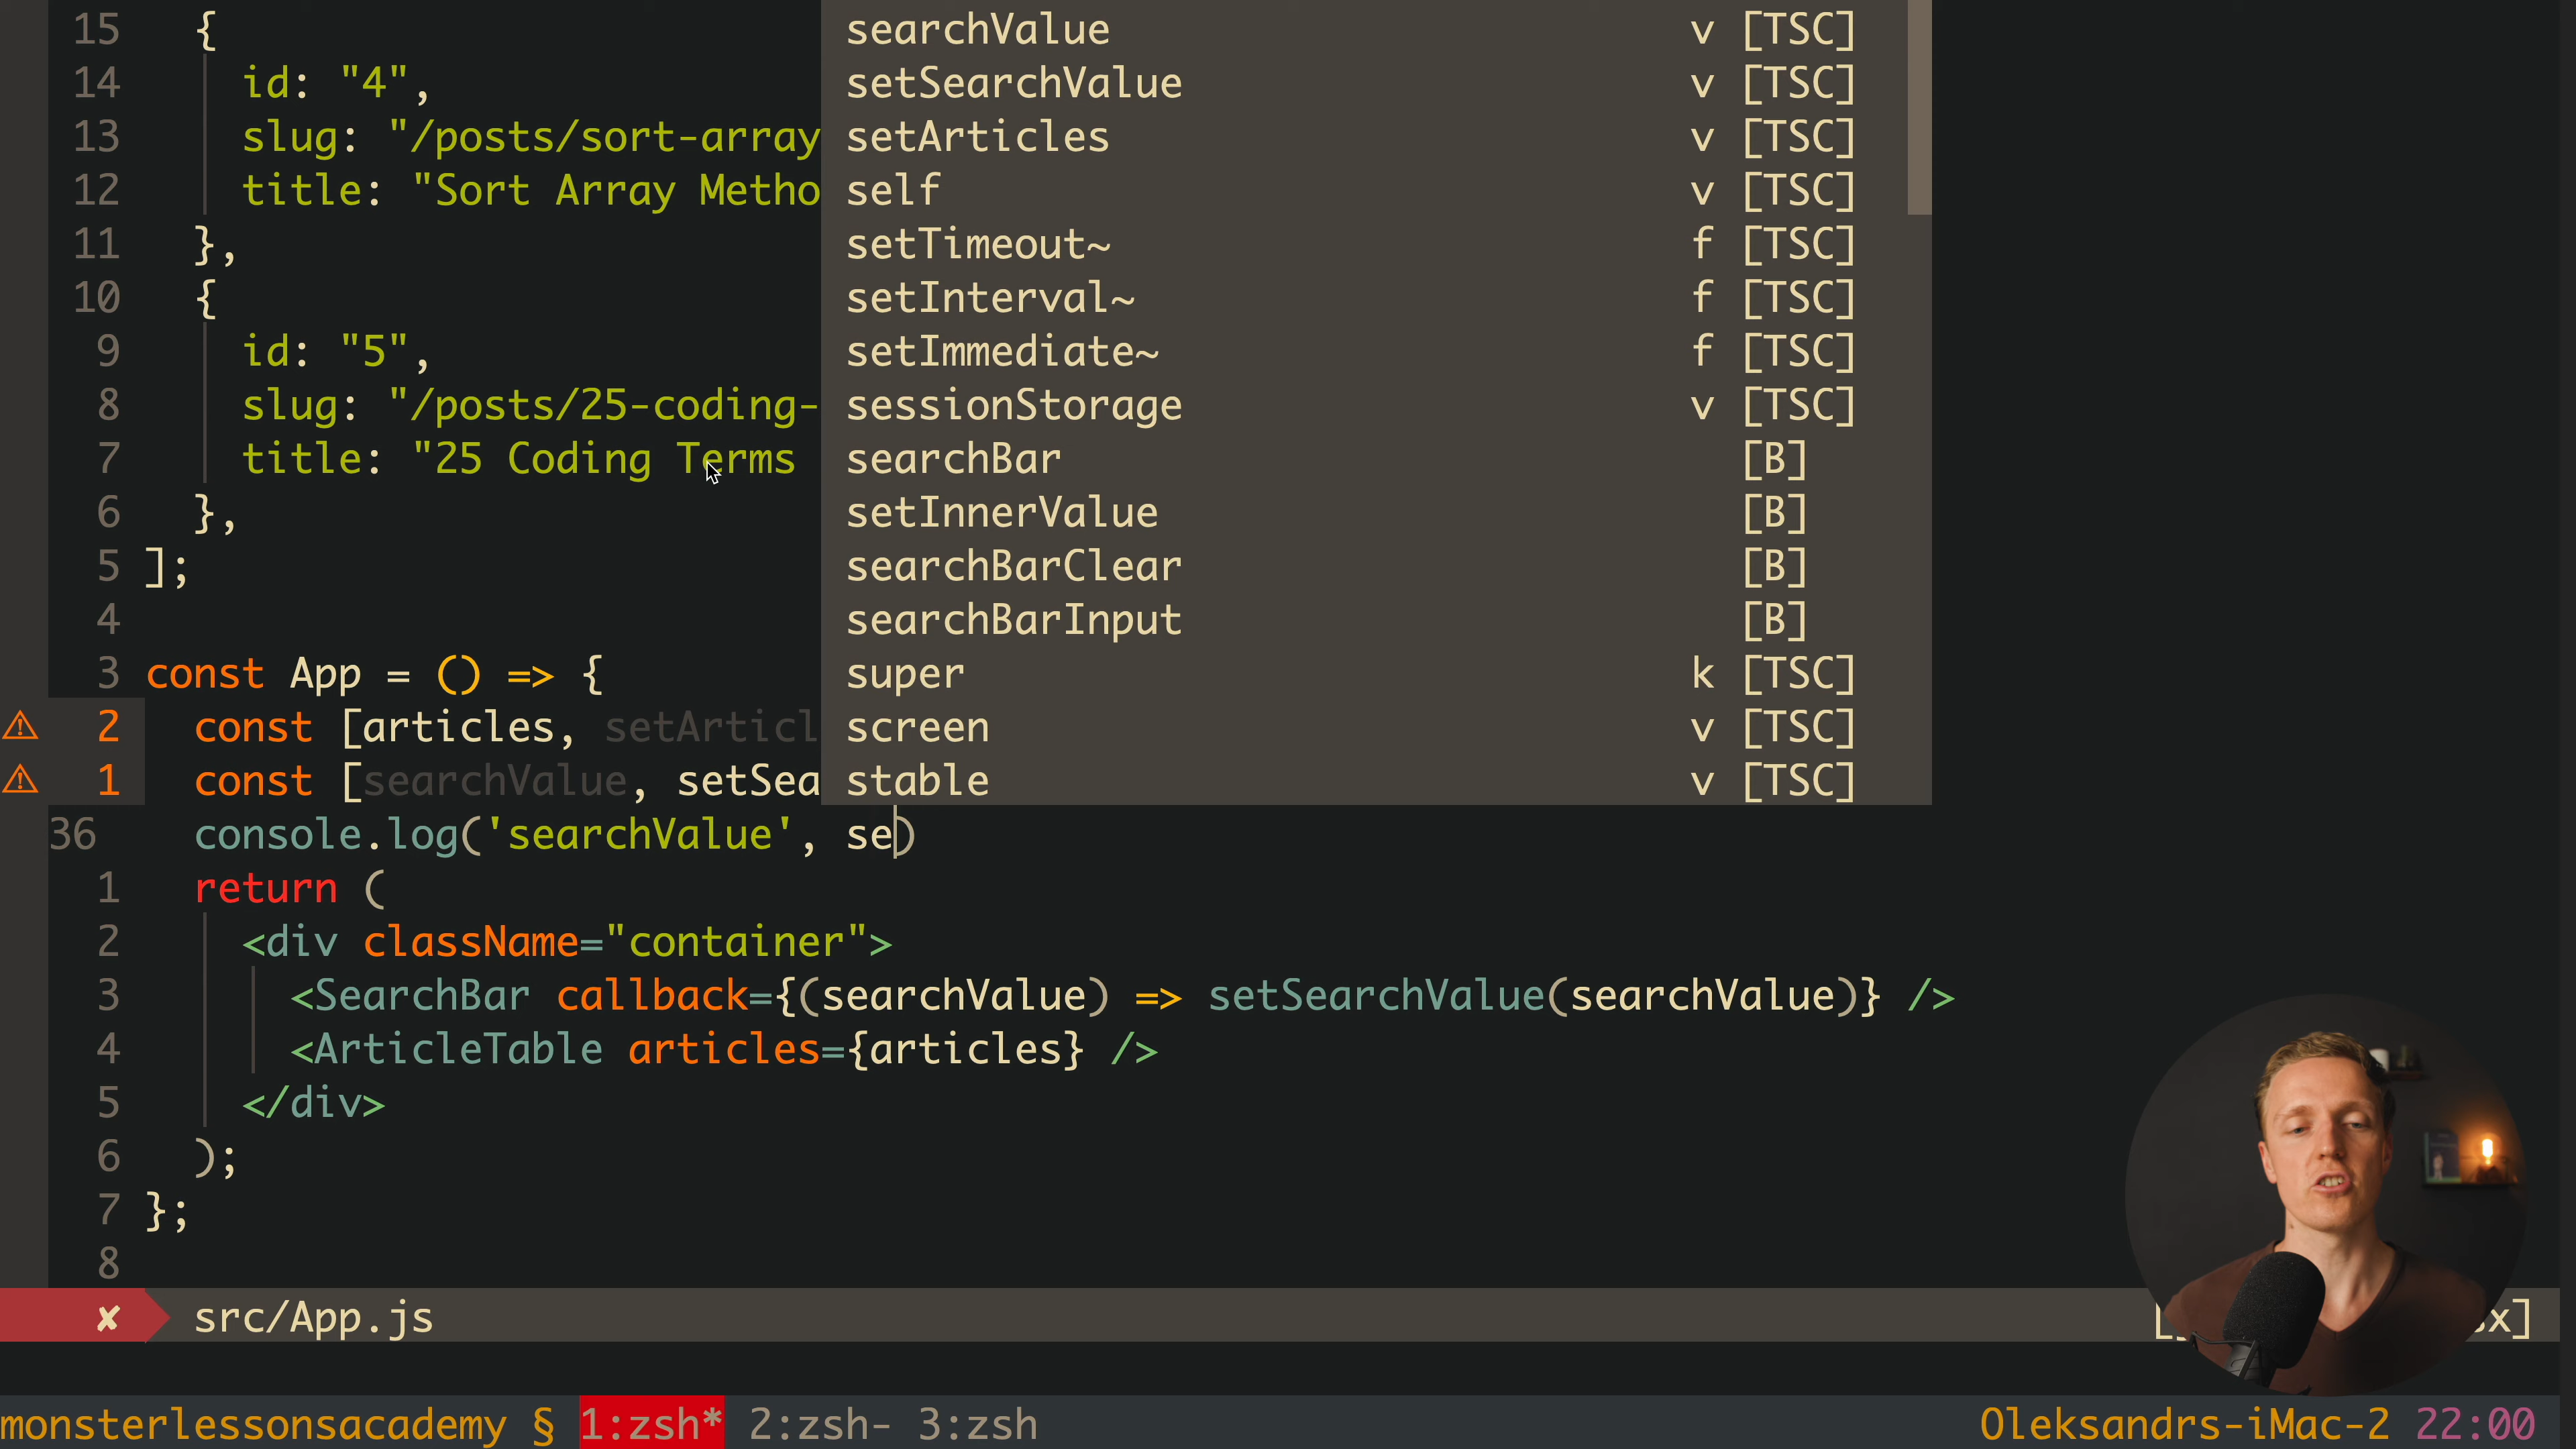 15 {
14 id: "4",
13 slug: "/posts/sort-array
12 title: "Sort Array Metho
11 },
10 {
9 id: "5",
8 slug: "/posts/25-coding-
7 title: "25 Coding Terms
6 },
5 ];
4
3 const App = () => {
⚠ 2 const [articles, setArticl
⚠ 1 const [searchValue, setSea
searchValue v [TSC]
setSearchValue v [TSC]
setArticles v [TSC]
self v [TSC]
setTimeout~ f [TSC]
setInterval~ f [TSC]
setImmediate~ f [TSC]
sessionStorage v [TSC]
searchBar [B]
setInnerValue [B]
searchBarClear [B]
searchBarInput [B]
super k [TSC]
screen v [TSC]
stable v [TSC]
36 console.log('searchValue', se)
1 return (
2 <div className="container">
3 <SearchBar callback={(searchValue) => setSearchValue(searchValue)} />
4 <ArticleTable articles={articles} />
5 </div>
6 );
7 };
8
✘ src/App.js
monsterlessonsacademy § 1:zsh* 2:zsh- 3:zsh Oleksandrs-iMac-2 22:00